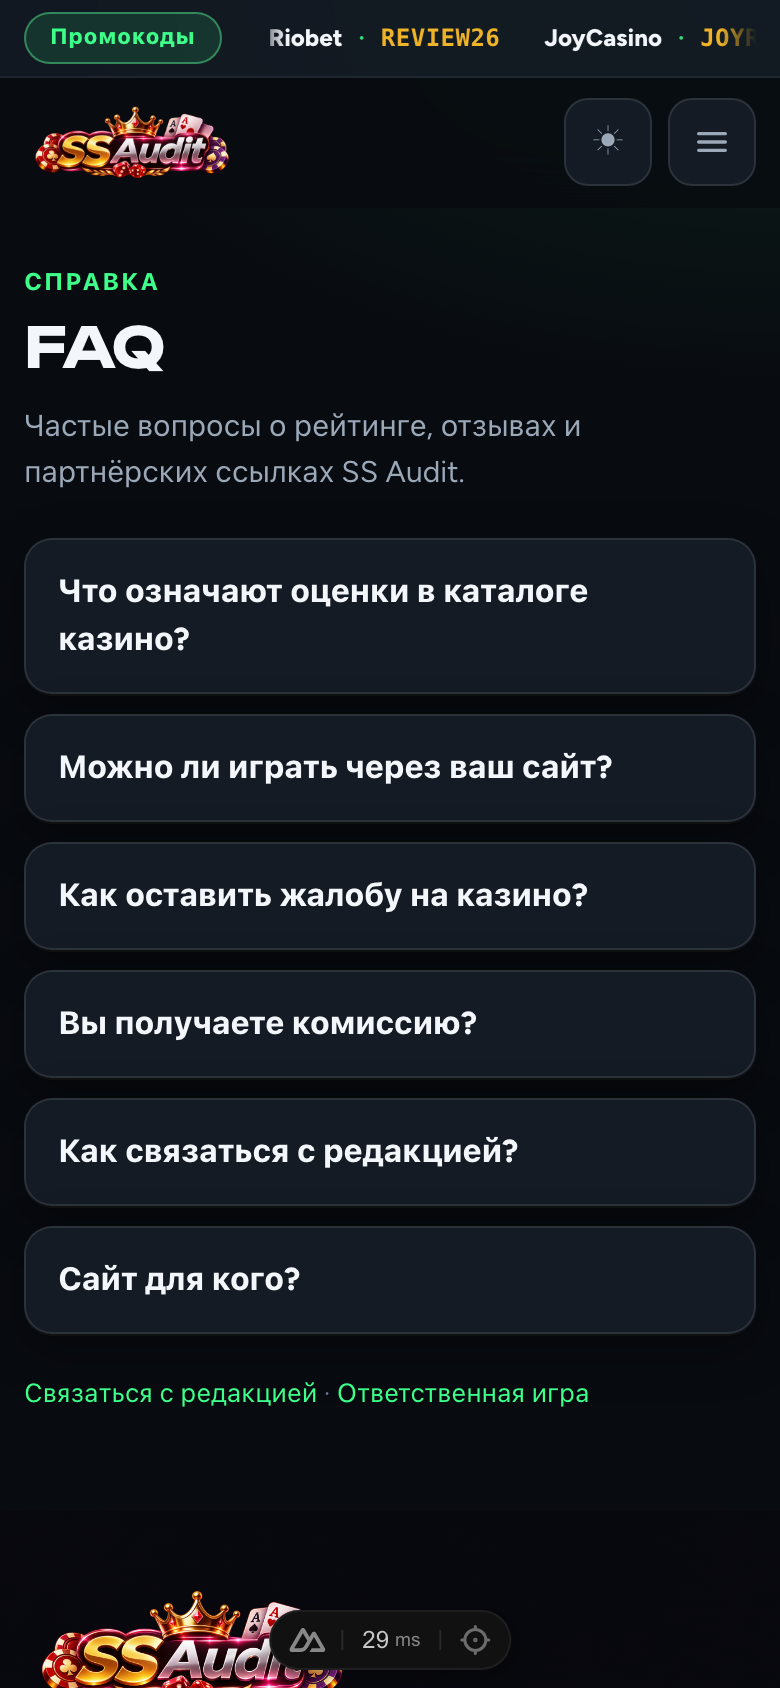 Промокоды Riobet · REVIEW26 JoyCasino ·
SSAudit
СПРАВКА
FAQ
Частые вопросы о рейтинге, отзывах и
партнёрских ссылках SS Audit.
Что означают оценки в каталоге
казино?
Можно ли играть через ваш сайт?
Как оставить жалобу на казино?
Вы получаете комиссию?
Как связаться с редакцией?
Сайт для кого?
Связаться с редакцией · Ответственная игра
SSAudit
29 ms